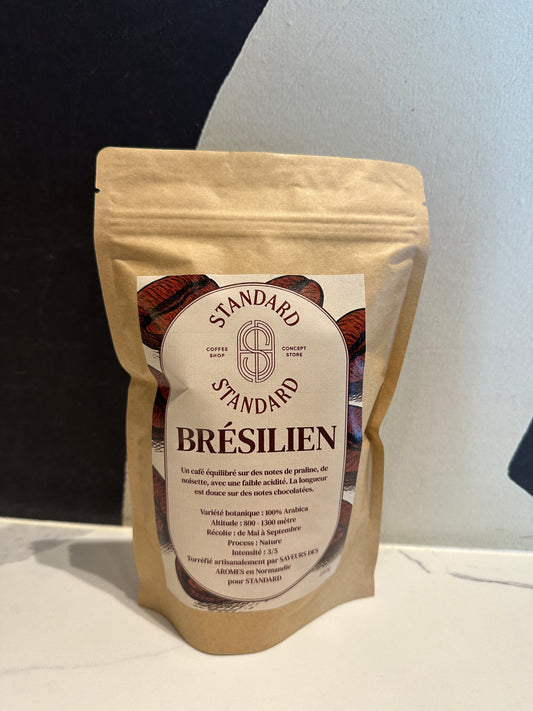 STANDARD
COFFEE SHOP
CONCEPT STORE
STANDARD
BRÉSILIEN
Un café équilibré sur des notes de praline, de
noisette, avec une faible acidité. La longueur
est douce sur des notes chocolatées.
Variété botanique : 100% Arabica
Altitude : 800 - 1300 mètre
Récolte : de Mai à Septembre
Process : Nature
Intensité : 3/5
Torréfié artisanalement par SAVEURS DES
AROMES en Normandie
pour STANDARD